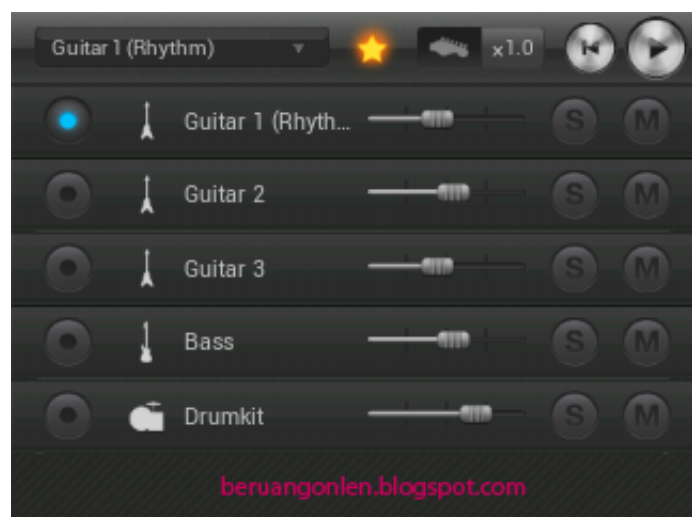 Guitar 1 (Rhythm) x1.0
Guitar 1 (Rhyth... S M
Guitar 2 S M
Guitar 3 S M
Bass S M
Drumkit S M
beruangonlen.blogspot.com